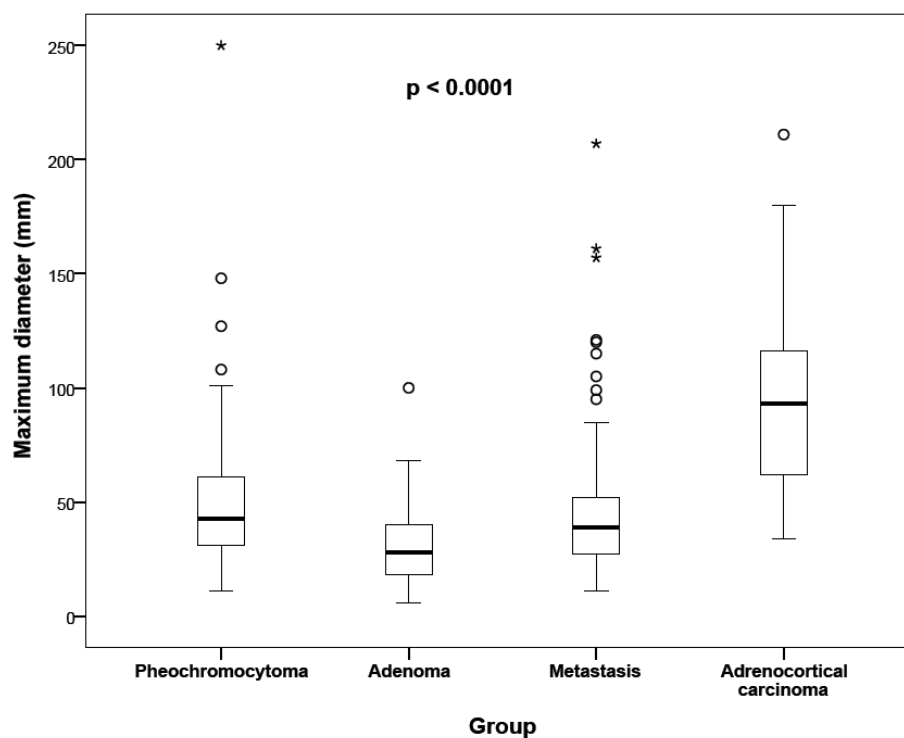 250
p < 0.0001
200
150
100
50
0
Maximum diameter (mm)
Pheochromocytoma
Adenoma
Metastasis
Adrenocortical
carcinoma
Group